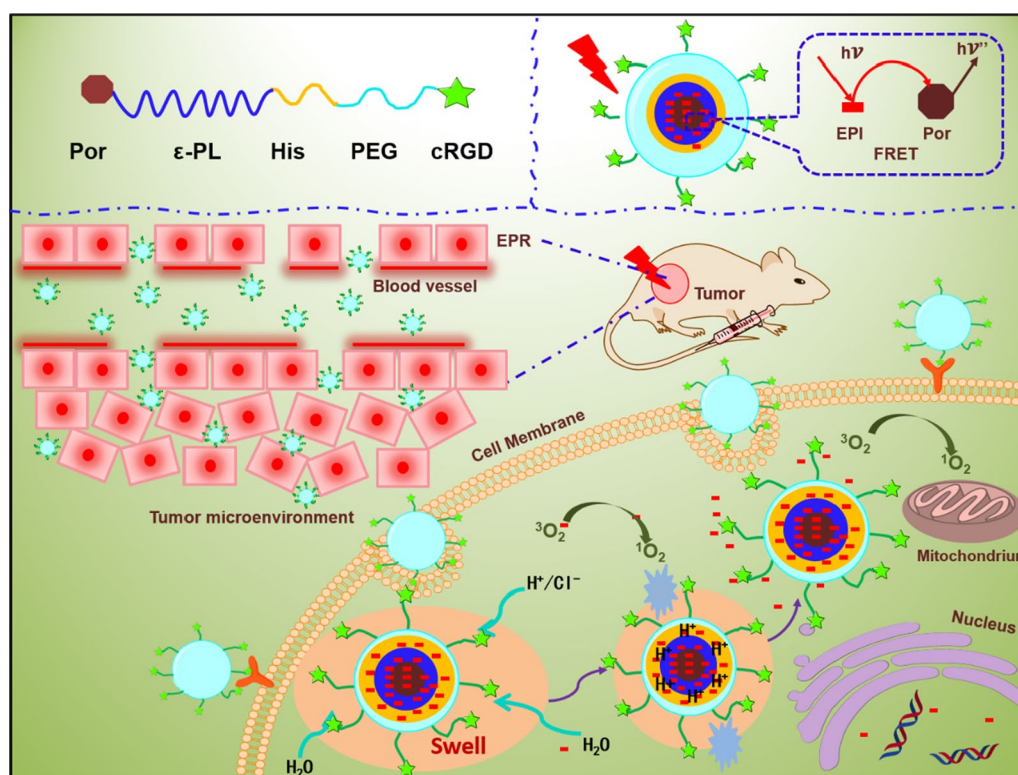 Por ε-PL His PEG cRGD
hν hν’’
EPI Por
FRET
EPR
Blood vessel
Tumor
Cell Membrane
Tumor microenvironment
³O₂ ¹O₂
Mitochondrium
³O₂ ¹O₂
H⁺/Cl⁻
Nucleus
H⁺
H⁺ H⁺
H⁺ H⁺
H⁺
Swell
H₂O H₂O